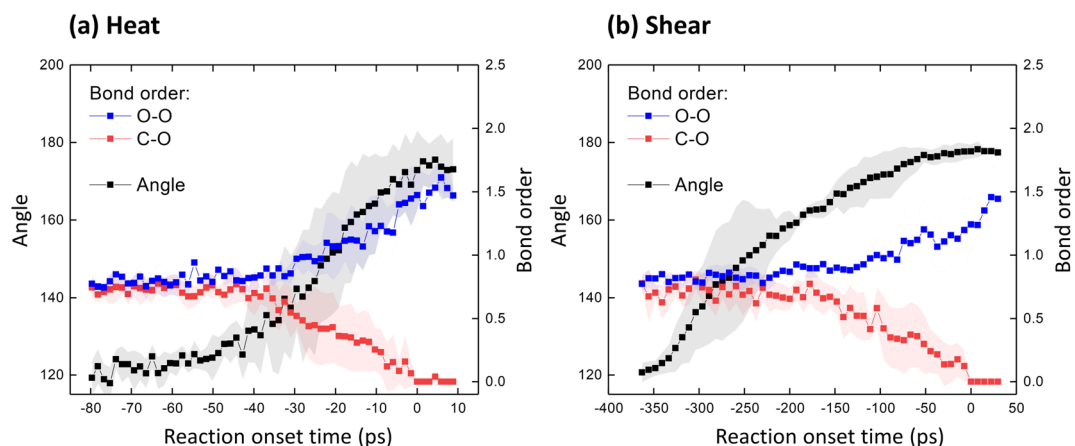 (a) Heat
200
180
160
140
120
Angle
2.5
2.0
1.5
1.0
0.5
0.0
Bond order
Bond order:
O-O
C-O
Angle
-80 -70 -60 -50 -40 -30 -20 -10 0 10
Reaction onset time (ps)
(b) Shear
200
180
160
140
120
Angle
2.5
2.0
1.5
1.0
0.5
0.0
Bond order
Bond order:
O-O
C-O
Angle
-400 -350 -300 -250 -200 -150 -100 -50 0 50
Reaction onset time (ps)